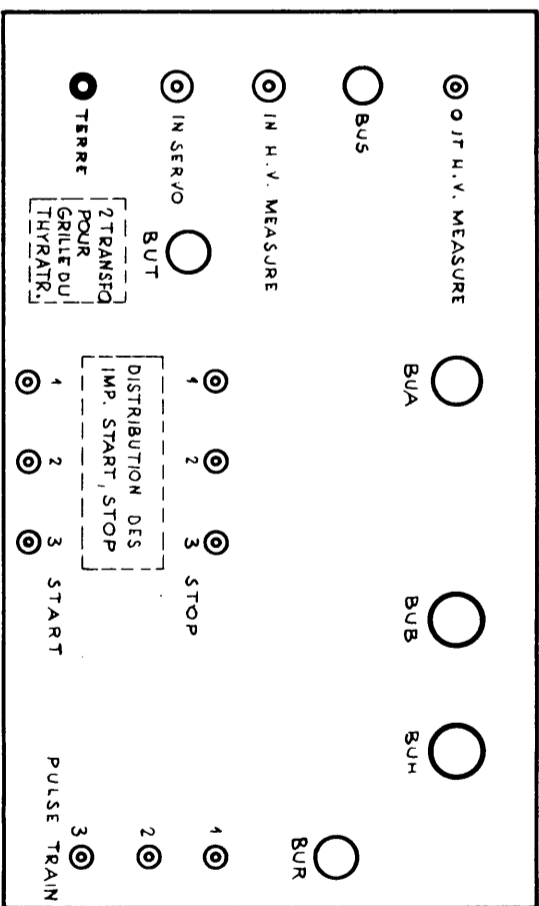 OUT H.V. MEASURE
BUA
BUB
BUH
BUS
BUR
IN H.V. MEASURE
IN SERVO
BUT
1 2 3 STOP
DISTRIBUTION DES
IMP. START, STOP
1 2 3 START
TERRE
2 TRANSFO
POUR
GRILLE DU
THYRATR.
1
2
3
PULSE TRAIN